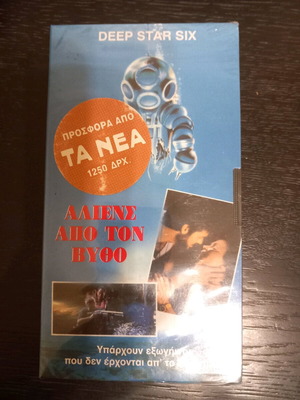 DEEP STAR SIX
ΠΡΟΣΦΟΡΑ ΑΠΟ
ΤΑ ΝΕΑ
1250 ΔΡΧ.
ΑΛΙΕΝΣ
ΑΠΟ ΤΟΝ
ΒΥΘΟ
Υπάρχουν
που δεν έρχονται απ'